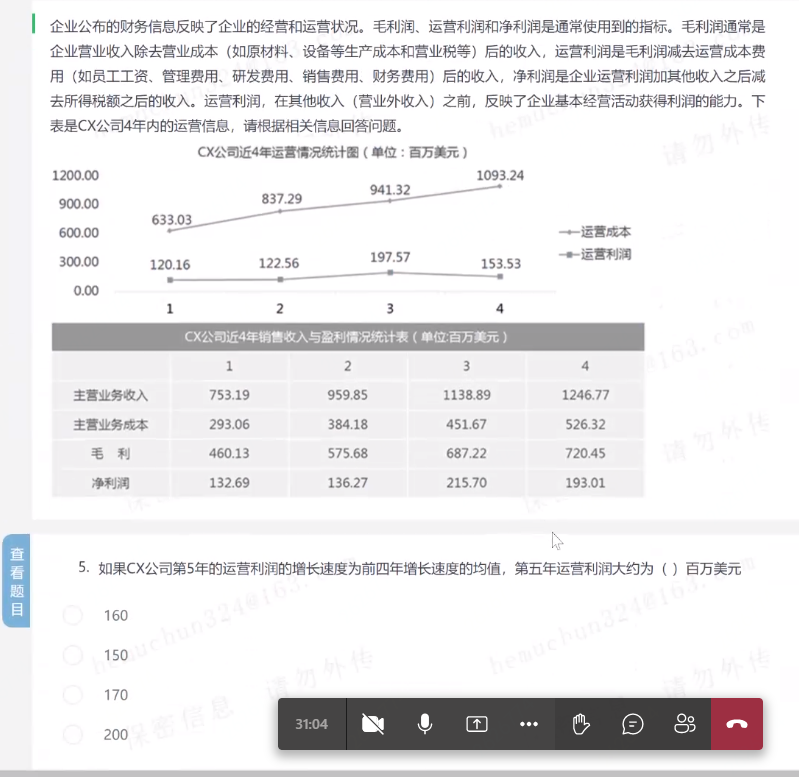 企业公布的财务信息反映了企业的经营和运营状况。毛利润、运营利润和净利润是通常使用到的指标。毛利润通常是
企业营业收入除去营业成本（如原材料、设备等生产成本和营业税等）后的收入，运营利润是毛利润减去运营成本费
用（如员工工资、管理费用、研发费用、销售费用、财务费用）后的收入，净利润是企业运营利润加其他收入之后减
去所得税额之后的收入。运营利润，在其他收入（营业外收入）之前，反映了企业基本经营活动获得利润的能力。下
表是CX公司4年内的运营信息，请根据相关信息回答问题。
CX公司近4年运营情况统计图（单位：百万美元）
1200.00
900.00
600.00
300.00
0.00
633.03
837.29
941.32
1093.24
120.16
122.56
197.57
153.53
1 2 3 4
运营成本
运营利润
CX公司近4年销售收入与盈利情况统计表（单位:百万美元）
1 2 3 4
主营业务收入 753.19 959.85 1138.89 1246.77
主营业务成本 293.06 384.18 451.67 526.32
毛 利 460.13 575.68 687.22 720.45
净利润 132.69 136.27 215.70 193.01
查看题目
5. 如果CX公司第5年的运营利润的增长速度为前四年增长速度的均值，第五年运营利润大约为（ ）百万美元
160
150
170
200
hemuchun324@163.com
请勿外传
保密信息
31:04